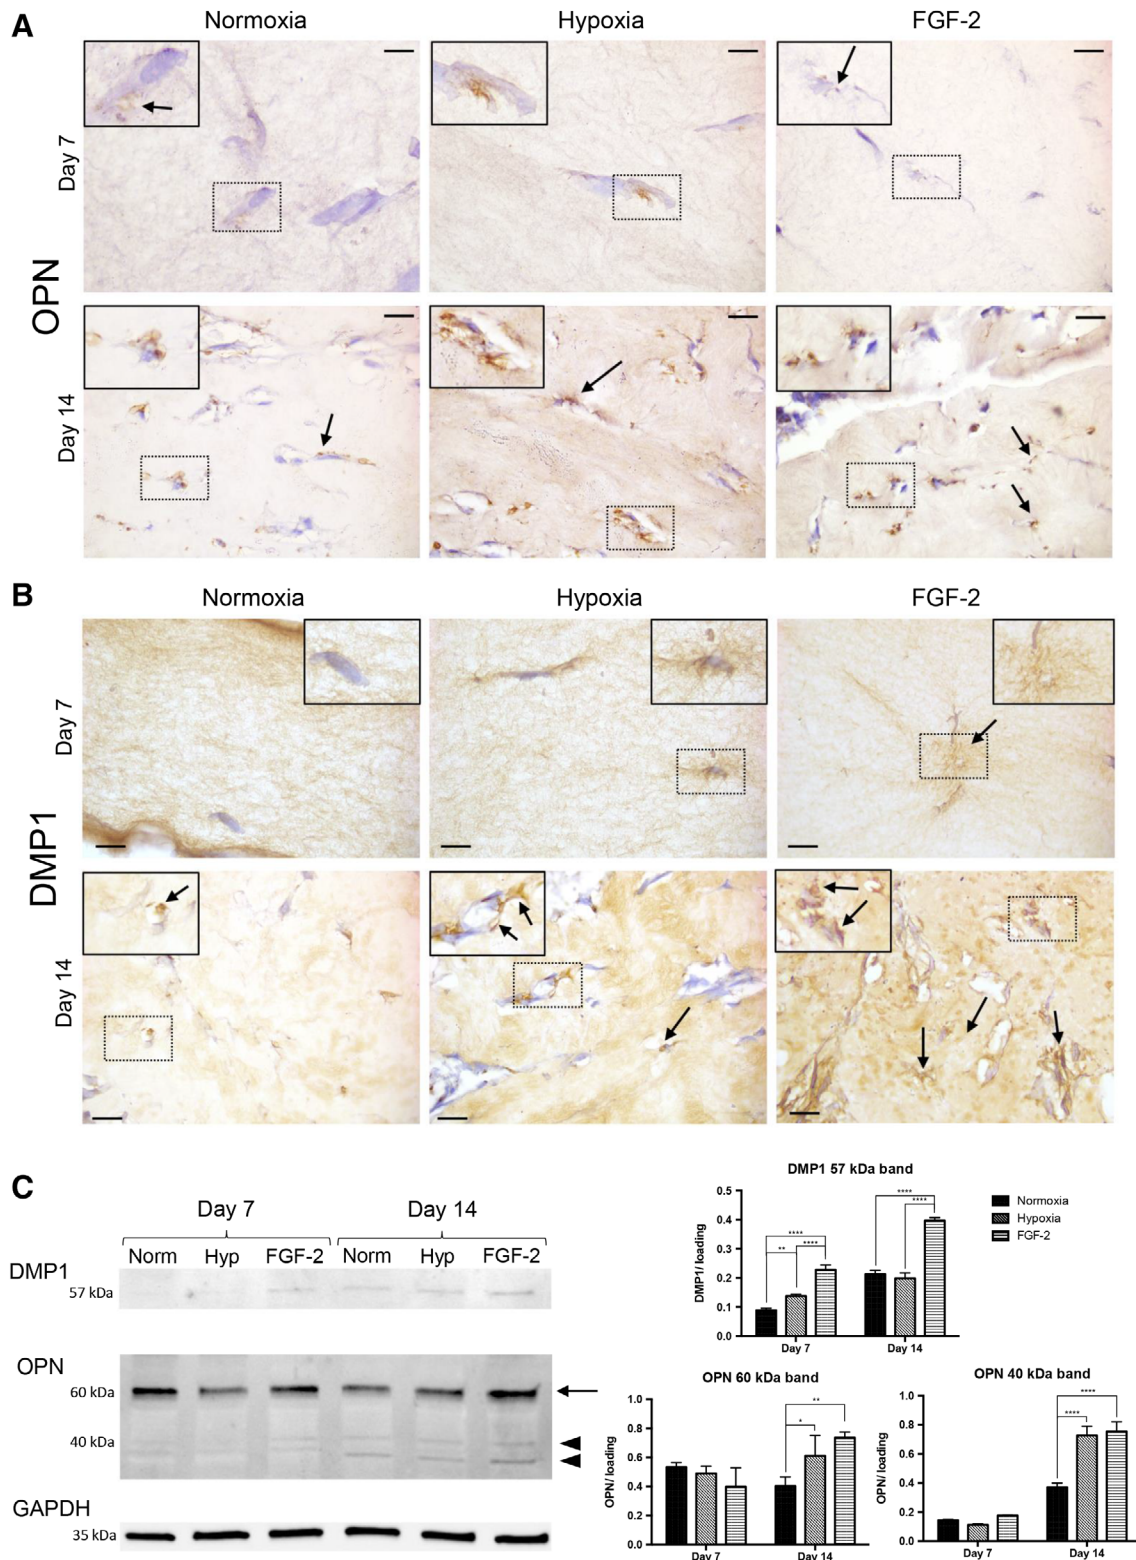 A
Normoxia Hypoxia FGF-2
OPN
Day 7
Day 14
B
Normoxia Hypoxia FGF-2
DMP1
Day 7
Day 14
C
Day 7 Day 14
Norm Hyp FGF-2 Norm Hyp FGF-2
DMP1
57 kDa
OPN
60 kDa
40 kDa
GAPDH
35 kDa
DMP1 57 kDa band
DMP1/ loading
0.5
0.4
0.3
0.2
0.1
0.0
**** ** **** **** ****
Day 7 Day 14
Normoxia
Hypoxia
FGF-2
OPN 60 kDa band
OPN/ loading
1.0
0.8
0.6
0.4
0.2
0.0
** *
Day 7 Day 14
OPN 40 kDa band
OPN/ loading
1.0
0.8
0.6
0.4
0.2
0.0
**** ****
Day 7 Day 14